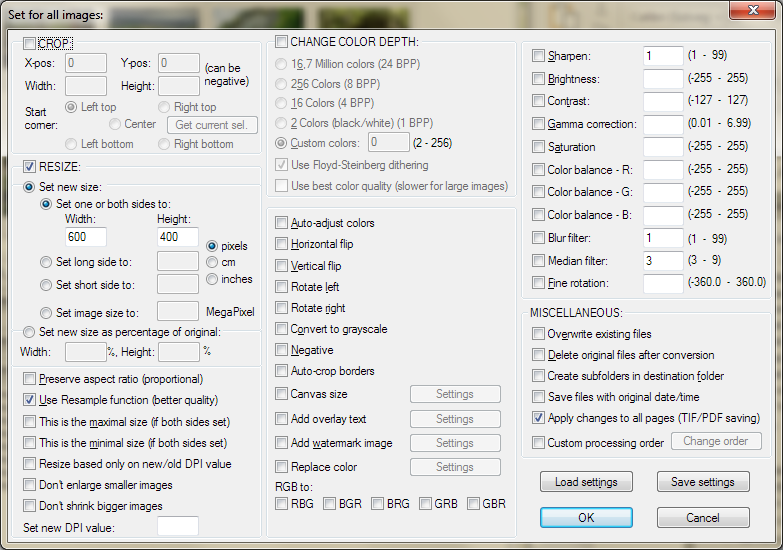 Set for all images:
CROP:
X-pos: 0 Y-pos: 0 (can be negative)
Width: Height:
Start corner:
Left top Right top
Center Get current sel.
Left bottom Right bottom
RESIZE:
Set new size:
Set one or both sides to:
Width: Height:
600 400
pixels
cm
inches
Set long side to:
Set short side to:
Set image size to: MegaPixel
Set new size as percentage of original:
Width: %, Height: %
Preserve aspect ratio (proportional)
Use Resample function (better quality)
This is the maximal size (if both sides set)
This is the minimal size (if both sides set)
Resize based only on new/old DPI value
Don't enlarge smaller images
Don't shrink bigger images
Set new DPI value:
CHANGE COLOR DEPTH:
16,7 Million colors (24 BPP)
256 Colors (8 BPP)
16 Colors (4 BPP)
2 Colors (black/white) (1 BPP)
Custom colors: 0 (2 - 256)
Use Floyd-Steinberg dithering
Use best color quality (slower for large images)
Auto-adjust colors
Horizontal flip
Vertical flip
Rotate left
Rotate right
Convert to grayscale
Negative
Auto-crop borders
Canvas size Settings
Add overlay text Settings
Add watermark image Settings
Replace color Settings
RGB to:
RBG BGR BRG GRB GBR
Sharpen: 1 (1 - 99)
Brightness: (-255 - 255)
Contrast: (-127 - 127)
Gamma correction: (0.01 - 6.99)
Saturation (-255 - 255)
Color balance - R: (-255 - 255)
Color balance - G: (-255 - 255)
Color balance - B: (-255 - 255)
Blur filter: 1 (1 - 99)
Median filter: 3 (3 - 9)
Fine rotation: (-360.0 - 360.0)
MISCELLANEOUS:
Overwrite existing files
Delete original files after conversion
Create subfolders in destination folder
Save files with original date/time
Apply changes to all pages (TIF/PDF saving)
Custom processing order Change order
Load settings Save settings
OK Cancel